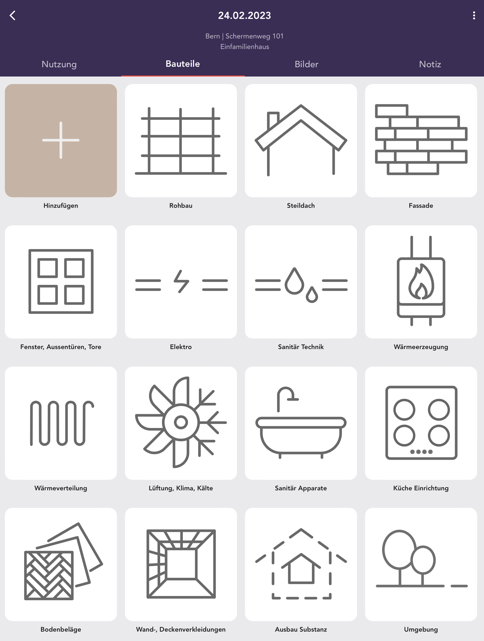 24.02.2023
Bern | Schermenweg 101
Einfamilienhaus
Nutzung
Bauteile
Bilder
Notiz
Hinzufügen
Rohbau
Steildach
Fassade
Fenster, Aussentüren, Tore
Elektro
Sanitär Technik
Wärmeerzeugung
Wärmeverteilung
Lüftung, Klima, Kälte
Sanitär Apparate
Küche Einrichtung
Bodenbeläge
Wand-, Deckenverkleidungen
Ausbau Substanz
Umgebung